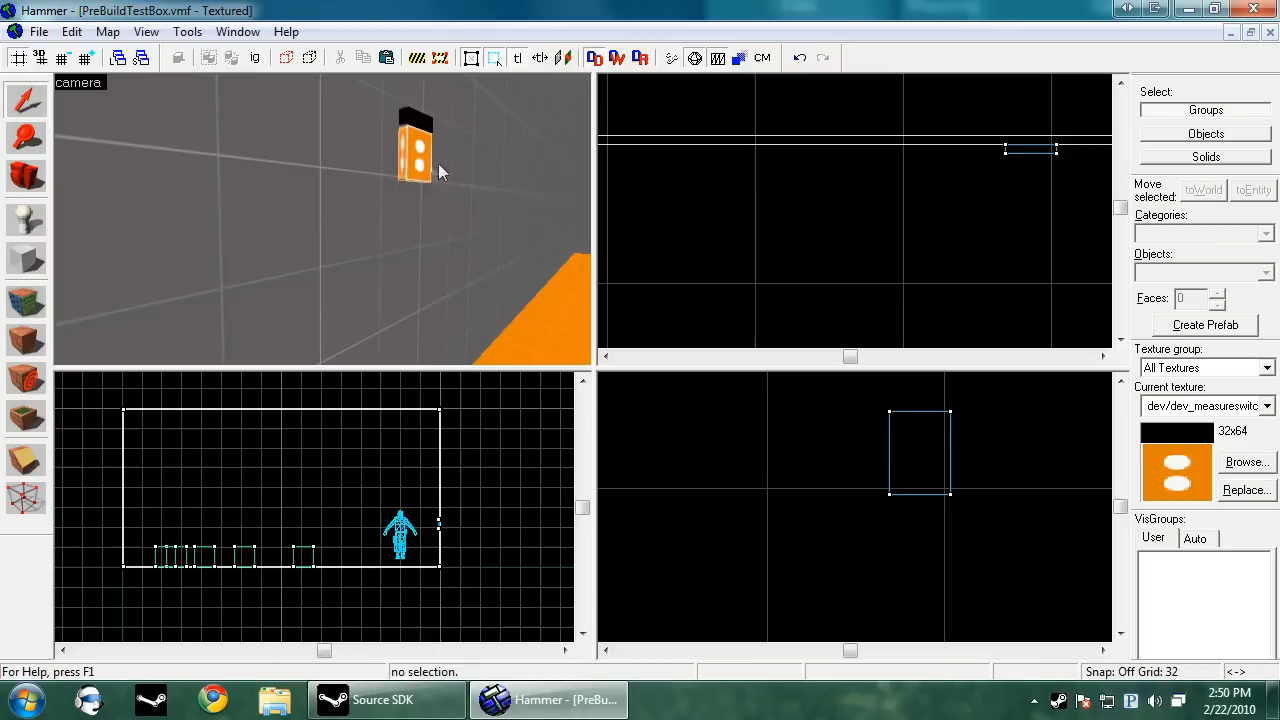 Hammer - [PreBuildTestBox.vmf - Textured]
File Edit Map View Tools Window Help
3D
ig
tl
CM
camera
Select:
Groups
Objects
Solids
Move selected:
toWorld
toEntity
Categories:
Objects:
Faces: 0
Create Prefab
Texture group:
All Textures
Current texture:
dev/dev_measureswitc
32x64
Browse...
Replace...
VisGroups:
User Auto
For Help, press F1
no selection.
Snap: Off Grid: 32
<->
Source SDK
Hammer - [PreBu...
2:50 PM
2/22/2010